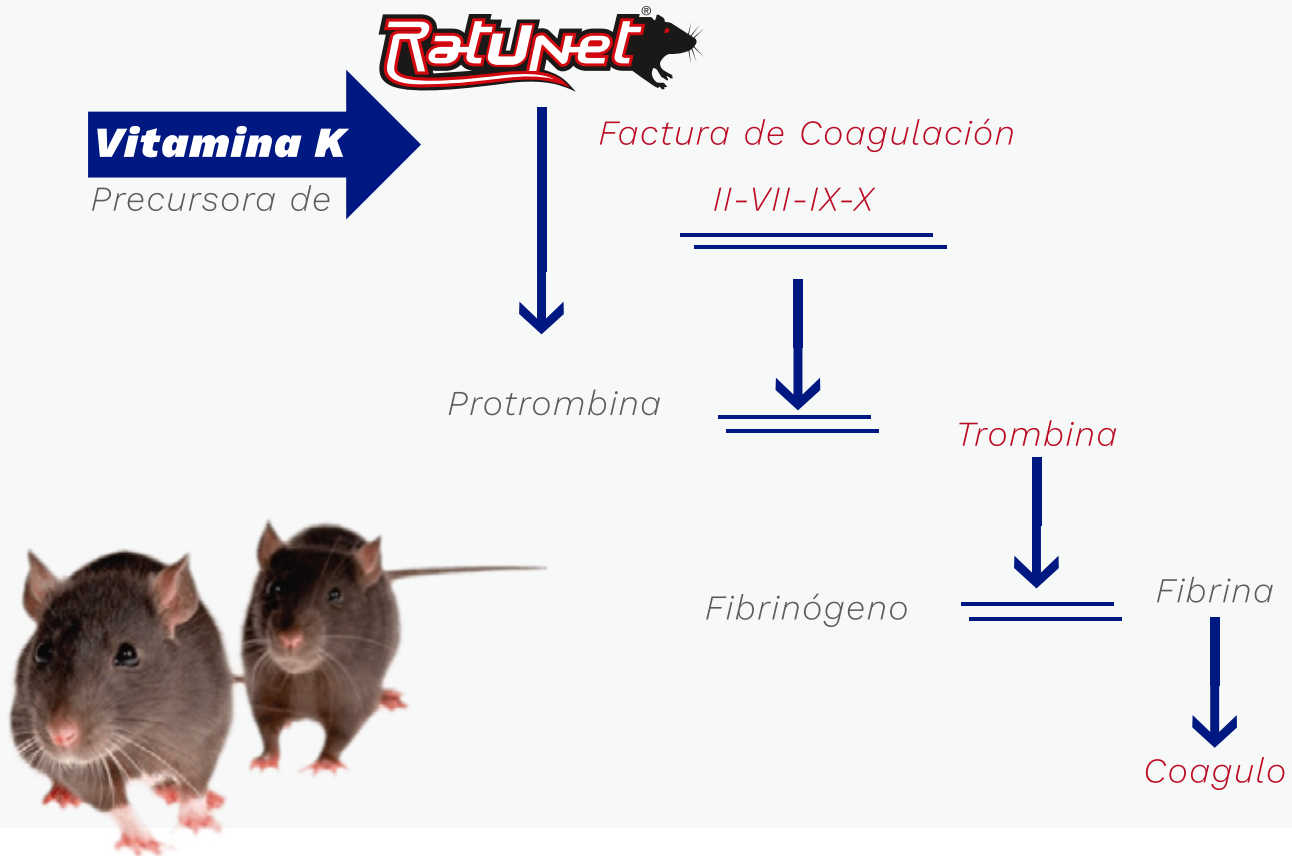 RatUNet®
Vitamina K
Precursora de
Factura de Coagulación
II-VII-IX-X
Protrombina
Trombina
Fibrinógeno
Fibrina
Coagulo